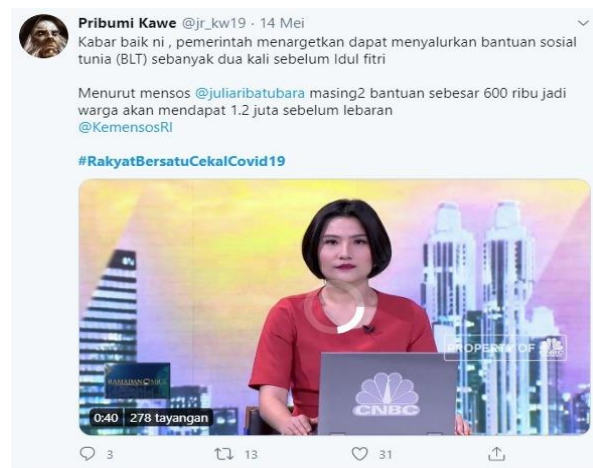 Pribumi Kawe @jr_kw19 · 14 Mei
Kabar baik ni , pemerintah menargetkan dapat menyalurkan bantuan sosial
tunia (BLT) sebanyak dua kali sebelum Idul fitri
Menurut mensos @juliaribatubara masing2 bantuan sebesar 600 ribu jadi
warga akan mendapat 1.2 juta sebelum lebaran
@KemensosRI
#RakyatBersatuCekalCovid19
PROPERTY OF
CNBC
0:40 278 tayangan
3 13 31